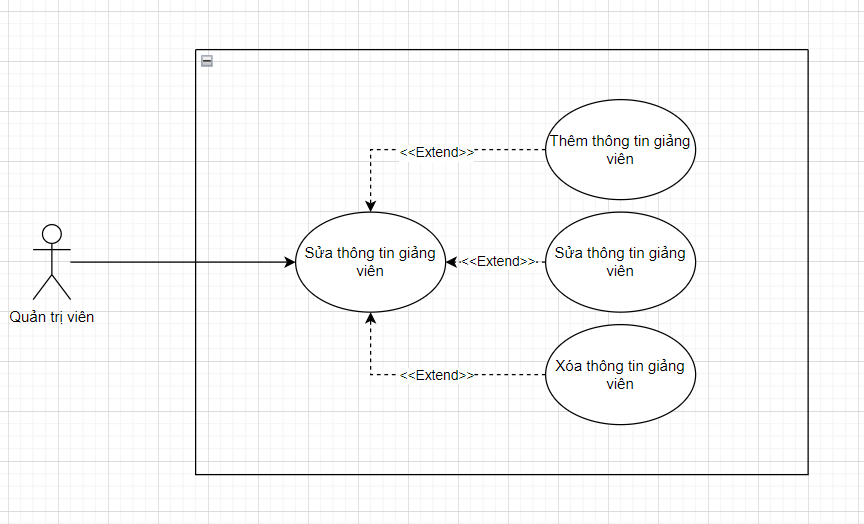 Thêm thông tin giảng
viên
<<Extend>>
Sửa thông tin giảng
viên
<<Extend>>
Sửa thông tin giảng
viên
Quản trị viên
Xóa thông tin giảng
viên
<<Extend>>